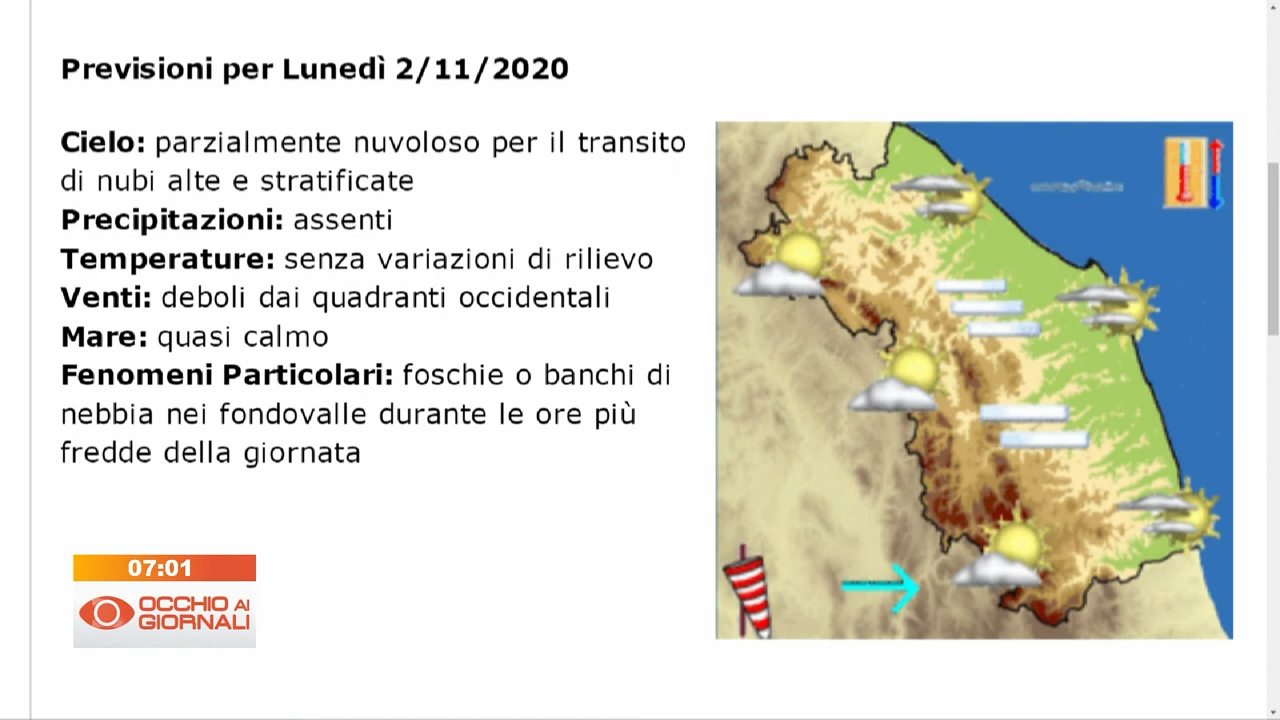 Previsioni per Lunedì 2/11/2020
Cielo: parzialmente nuvoloso per il transito
di nubi alte e stratificate
Precipitazioni: assenti
Temperature: senza variazioni di rilievo
Venti: deboli dai quadranti occidentali
Mare: quasi calmo
Fenomeni Particolari: foschie o banchi di
nebbia nei fondovalle durante le ore più
fredde della giornata
07:01
OCCHIO AI
GIORNALI